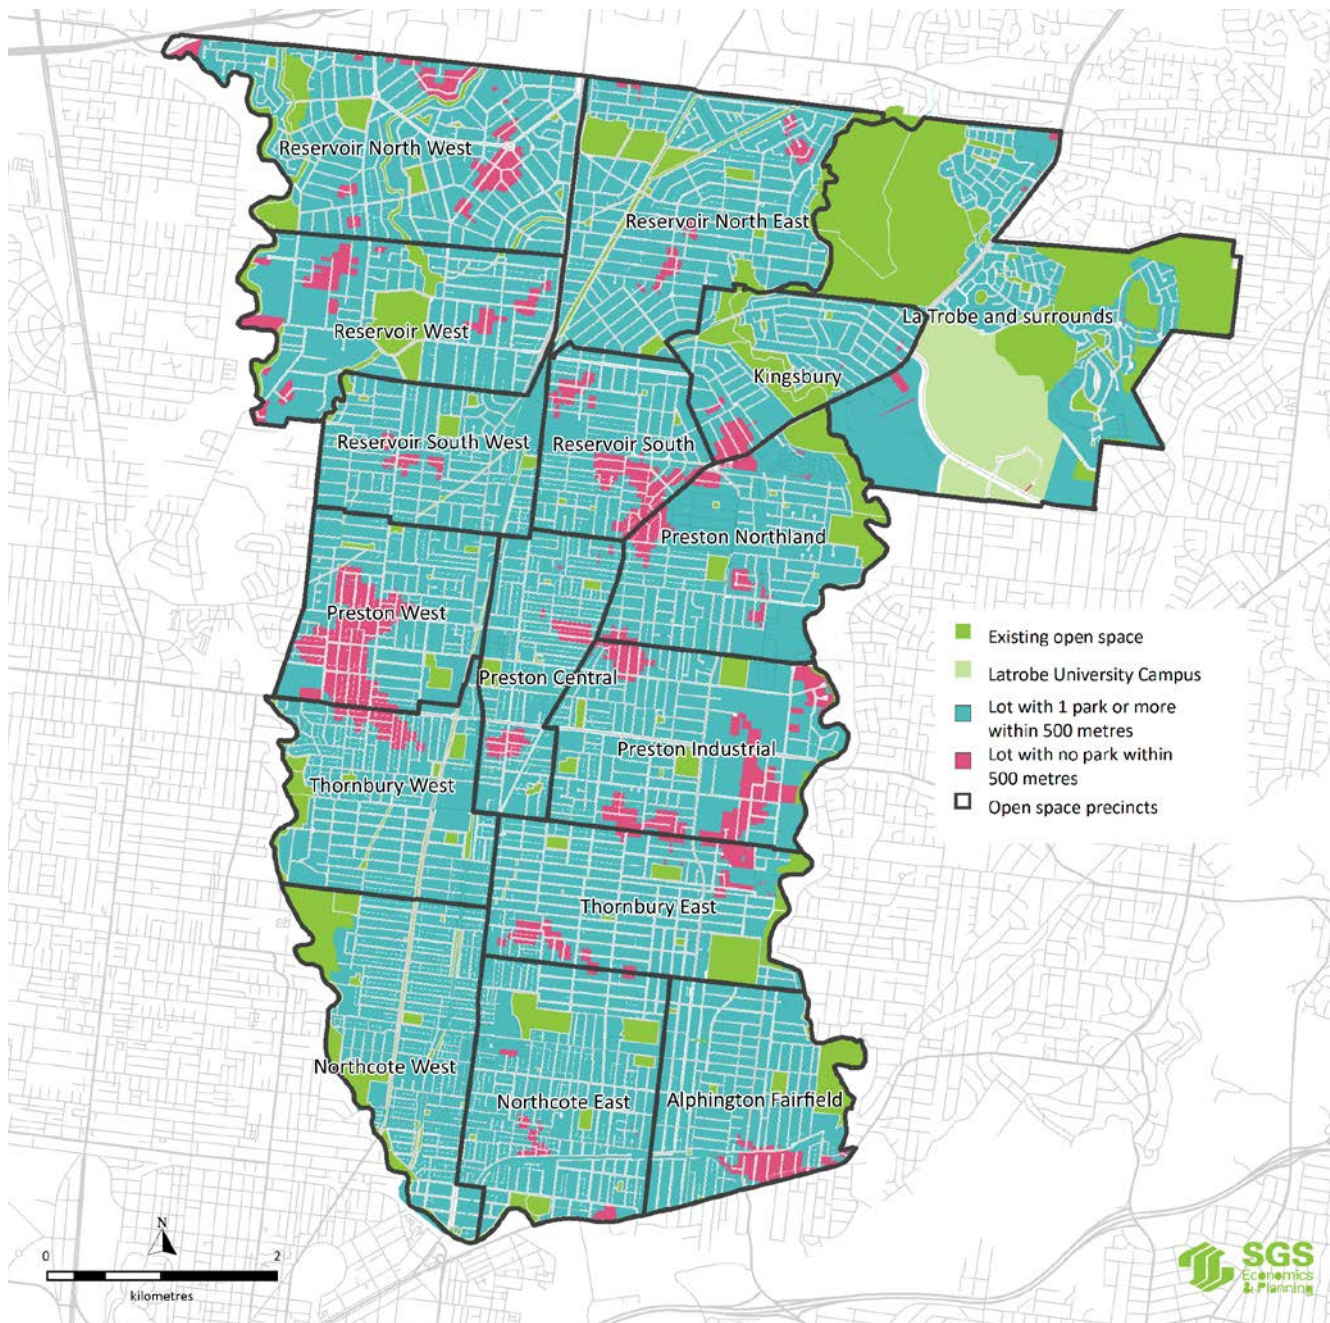 Reservoir North West
Reservoir North East
La Trobe and surrounds
Reservoir West
Kingsbury
Reservoir South West
Reservoir South
Preston Northland
Preston West
Preston Central
Preston Industrial
Thornbury West
Thornbury East
Northcote West
Northcote East
Alphington Fairfield
Existing open space
Latrobe University Campus
Lot with 1 park or more
within 500 metres
Lot with no park within
500 metres
Open space precincts
N
0 2
kilometres
SGS
Economics
& Planning